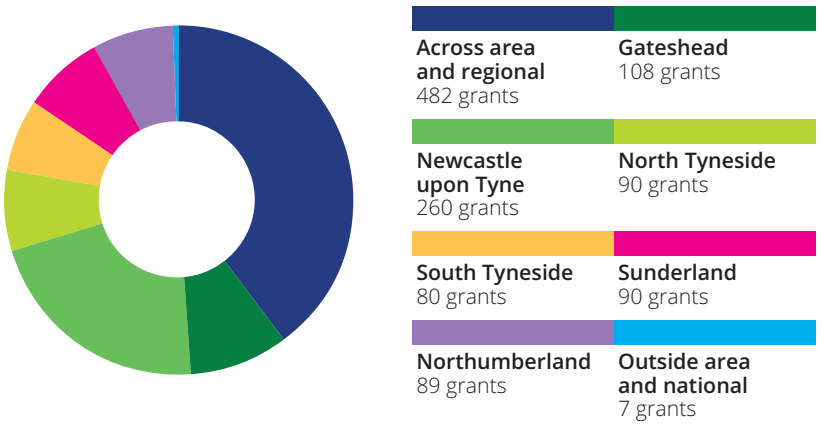 Across area
and regional
482 grants
Gateshead
108 grants
Newcastle
upon Tyne
260 grants
North Tyneside
90 grants
South Tyneside
80 grants
Sunderland
90 grants
Northumberland
89 grants
Outside area
and national
7 grants